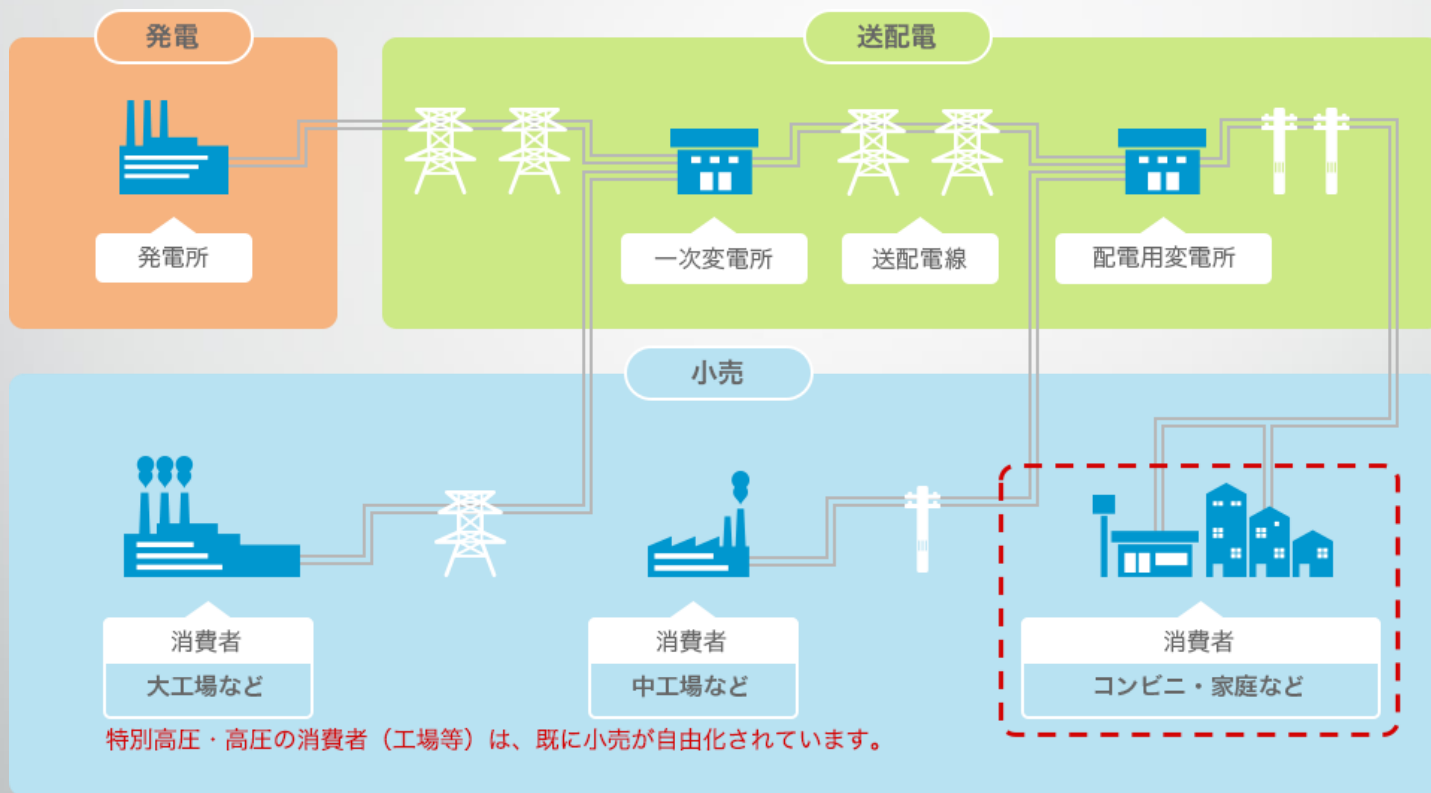 発電
送配電
発電所
一次変電所
送配電線
配電用変電所
小売
消費者
大工場など
消費者
中工場など
消費者
コンビニ・家庭など
特別高圧・高圧の消費者（工場等）は、既に小売が自由化されています。